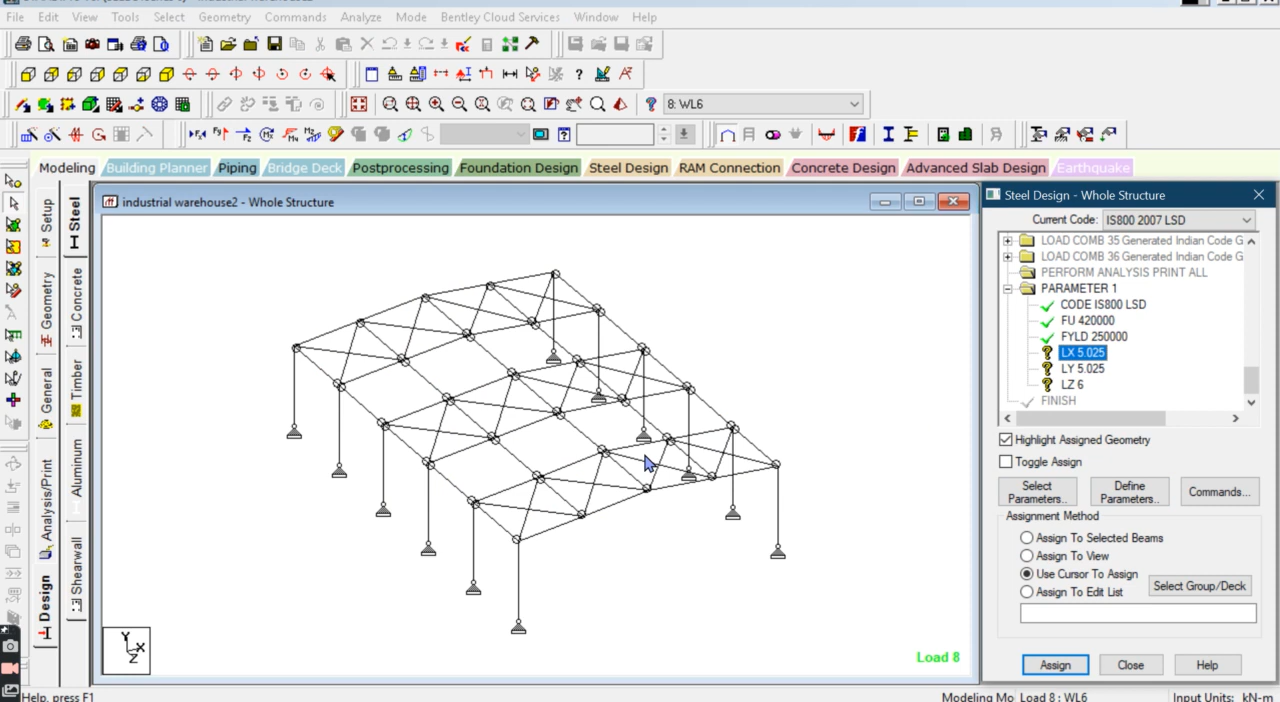 File Edit View Tools Select Geometry Commands Analyze Mode Bentley Cloud Services Window Help
8: WL6
Modeling Building Planner Piping Bridge Deck Postprocessing Foundation Design Steel Design RAM Connection Concrete Design Advanced Slab Design Earthquake
Setup
Geometry
General
Analysis/Print
Design
Steel
Concrete
Timber
Aluminum
Shearwall
industrial warehouse2 - Whole Structure
Y
X
Z
Load 8
Steel Design - Whole Structure
Current Code: IS800 2007 LSD
LOAD COMB 35 Generated Indian Code G
LOAD COMB 36 Generated Indian Code G
PERFORM ANALYSIS PRINT ALL
PARAMETER 1
CODE IS800 LSD
FU 420000
FYLD 250000
LX 5.025
LY 5.025
LZ 6
FINISH
Highlight Assigned Geometry
Toggle Assign
Select Parameters..
Define Parameters..
Commands...
Assignment Method
Assign To Selected Beams
Assign To View
Use Cursor To Assign
Select Group/Deck
Assign To Edit List
Assign Close Help
Help, press F1
Modeling Mo Load 8 : WL6 Input Units: kN-m